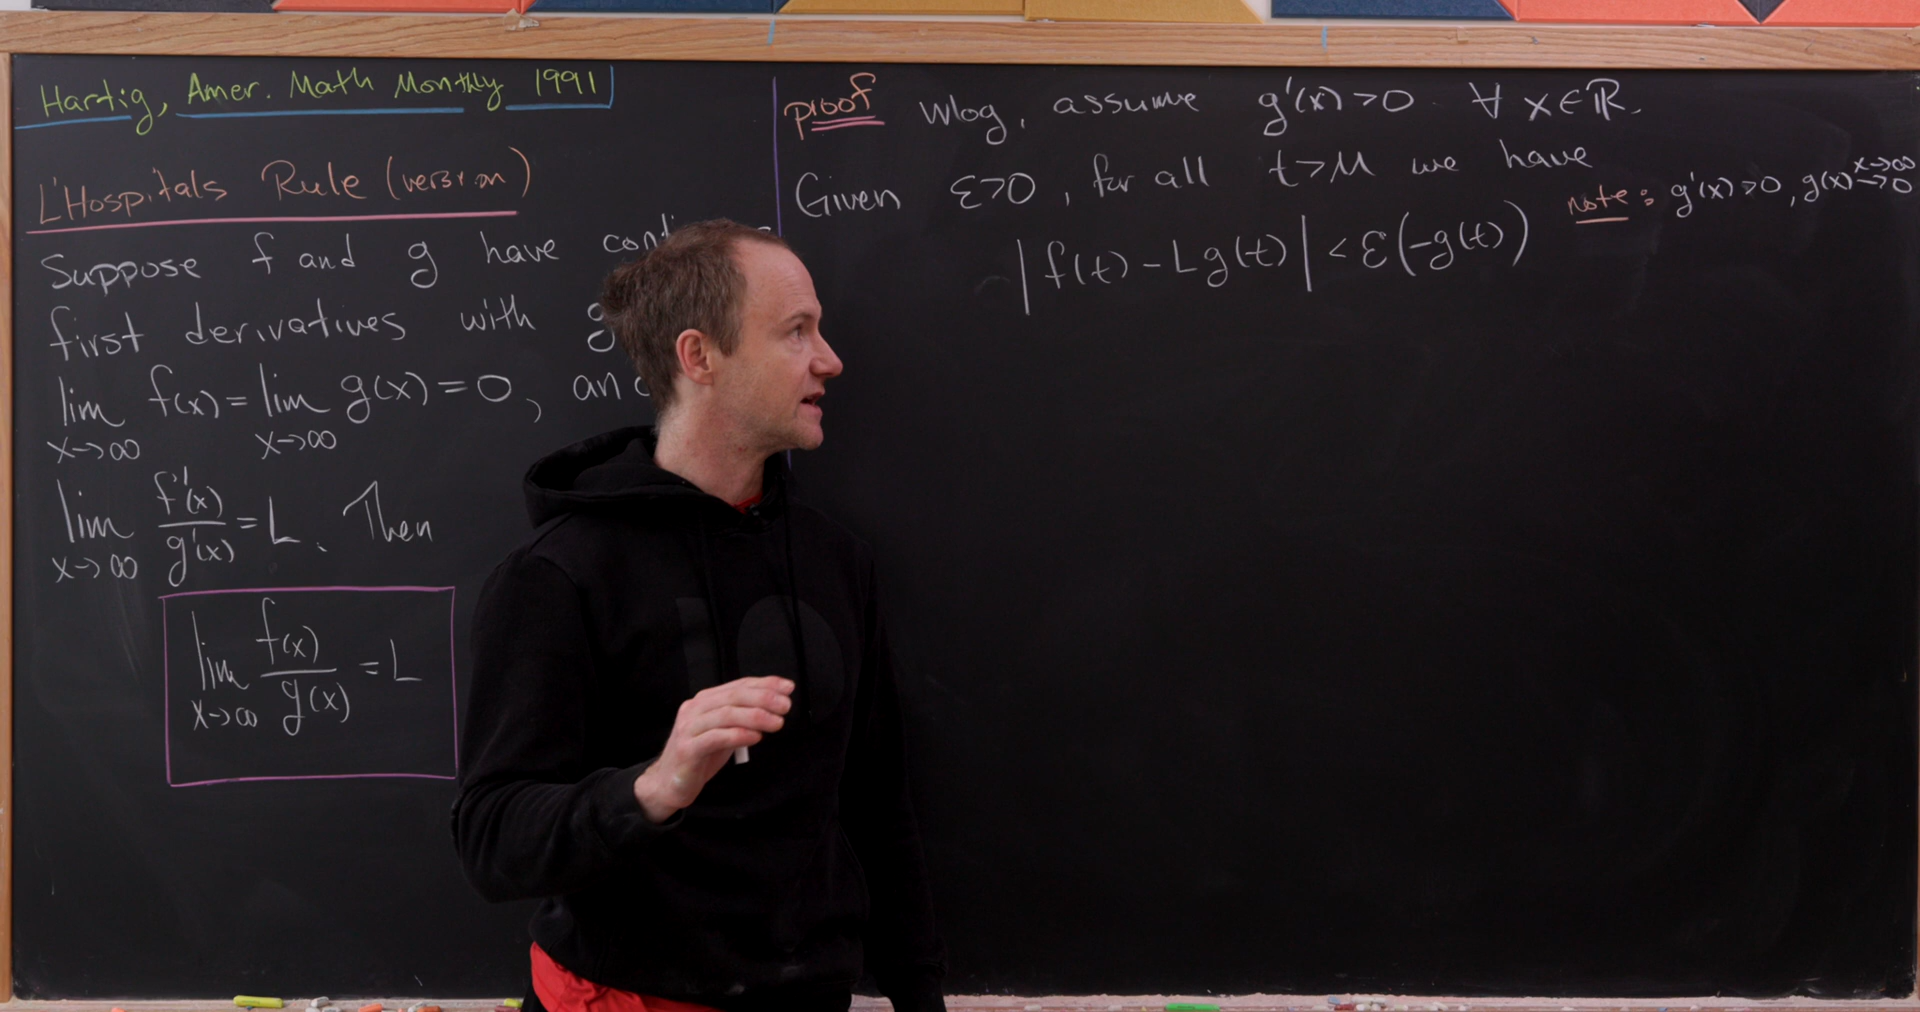 Hartig, Amer. Math Monthly 1991
L'Hospitals Rule (version)
Suppose f and g have
first derivatives with g
lim x→∞ f(x) = lim x→∞ g(x) = 0, and
lim x→∞ f'(x)/g'(x) = L. Then
lim x→∞ f(x)/g(x) = L
proof Wlog, assume g'(x) > 0 ∀ x ∈ ℝ.
Given ε>0, for all t>M we have
note: g'(x) > 0, g(x) → 0 x→∞
|f(t) - Lg(t)| < ε(-g(t))